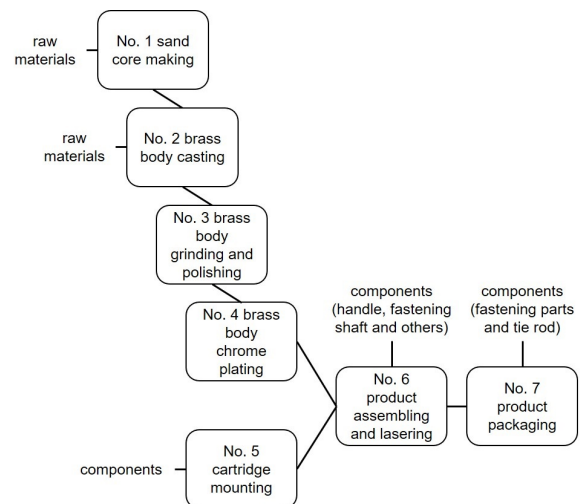 raw
materials
No. 1 sand
core making
raw
materials
No. 2 brass
body casting
No. 3 brass
body
grinding and
polishing
No. 4 brass
body
chrome
plating
components
(handle, fastening
shaft and others)
components
(fastening parts
and tie rod)
No. 6
product
assembling
and lasering
No. 7
product
packaging
components
No. 5
cartridge
mounting